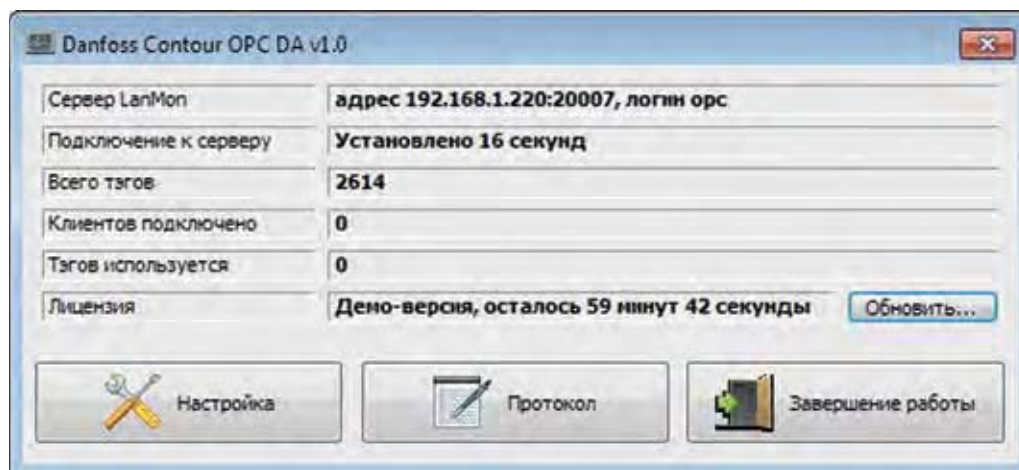 Danfoss Contour OPC DA v1.0
Сервер LanMon адрес 192.168.1.220:20007, логин opc
Подключение к серверу Установлено 16 секунд
Всего тэгов 2614
Клиентов подключено 0
Тэгов используется 0
Лицензия Демо-версия, осталось 59 минут 42 секунды Обновить...
Настройка Протокол Завершение работы